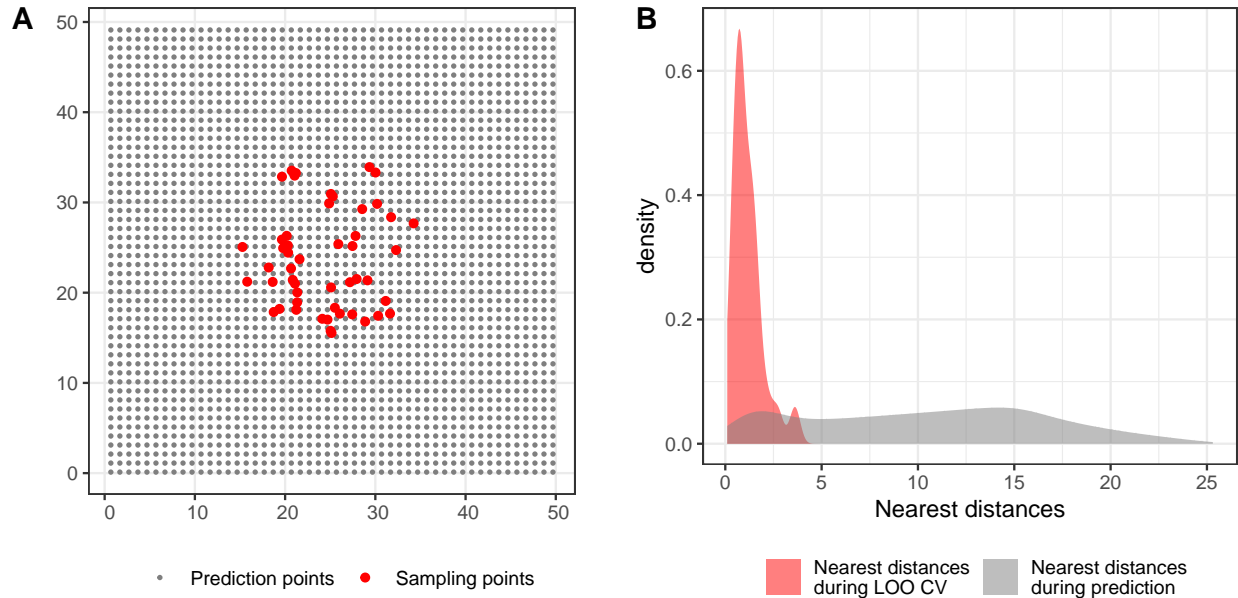 A
50
40
30
20
10
0
0 10 20 30 40 50
Prediction points Sampling points
B
density
0.6
0.4
0.2
0.0
0 5 10 15 20 25
Nearest distances
Nearest distances
during LOO CV
Nearest distances
during prediction